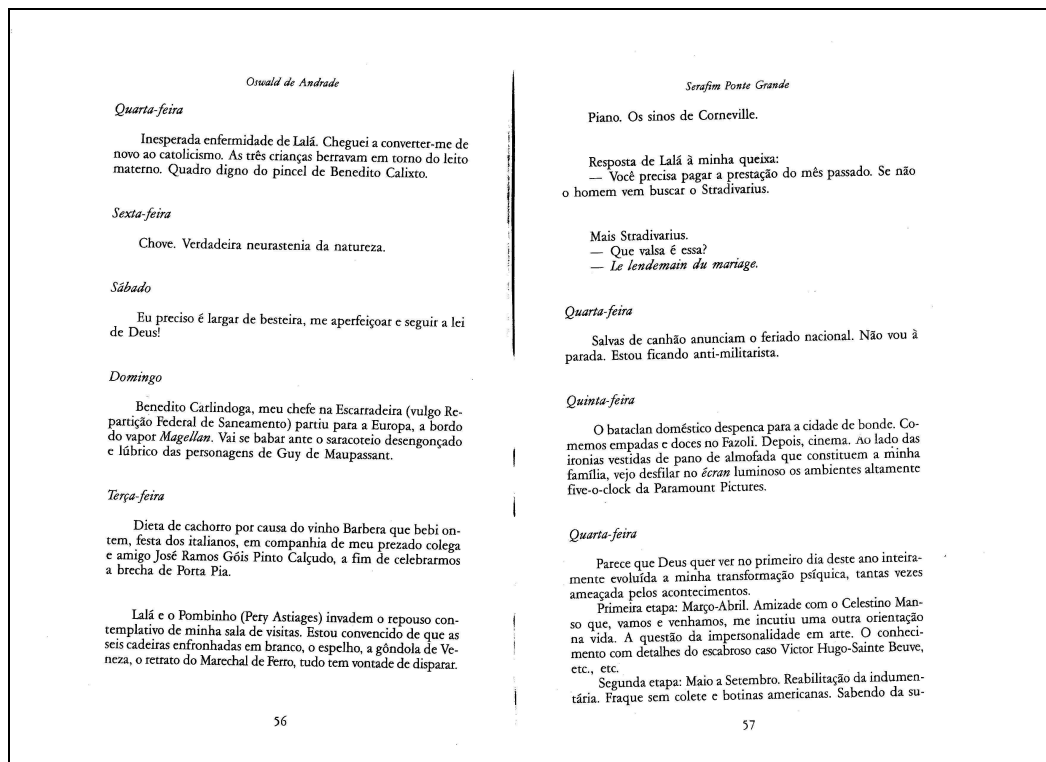 Oswald de Andrade
Quarta-feira
Inesperada enfermidade de Lalá. Cheguei a converter-me de
novo ao catolicismo. As três crianças berravam em torno do leito
materno. Quadro digno do pincel de Benedito Calixto.
Sexta-feira
Chove. Verdadeira neurastenia da natureza.
Sábado
Eu preciso é largar de besteira, me aperfeiçoar e seguir a lei
de Deus!
Domingo
Benedito Carlindoga, meu chefe na Escarradeira (vulgo Re-
partição Federal de Saneamento) partiu para a Europa, a bordo
do vapor Magellan. Vai se babar ante o saracoteio desengonçado
e lúbrico das personagens de Guy de Maupassant.
Terça-feira
Dieta de cachorro por causa do vinho Barbera que bebi on-
tem, festa dos italianos, em companhia de meu prezado colega
e amigo José Ramos Góis Pinto Calçudo, a fim de celebrarmos
a brecha de Porta Pia.
Lalá e o Pombinho (Pery Astiages) invadem o repouso con-
templativo de minha sala de visitas. Estou convencido de que as
seis cadeiras enfronhadas em branco, o espelho, a gôndola de Ve-
neza, o retrato do Marechal de Ferro, tudo tem vontade de disparar.
56
Serafim Ponte Grande
Piano. Os sinos de Corneville.
Resposta de Lalá à minha queixa:
— Você precisa pagar a prestação do mês passado. Se não
o homem vem buscar o Stradivarius.
Mais Stradivarius.
— Que valsa é essa?
— Le lendemain du mariage.
Quarta-feira
Salvas de canhão anunciam o feriado nacional. Não vou à
parada. Estou ficando anti-militarista.
Quinta-feira
O bataclan doméstico despenca para a cidade de bonde. Co-
memos empadas e doces no Fazoli. Depois, cinema. Ao lado das
ironias vestidas de pano de almofada que constituem a minha
família, vejo desfilar no écran luminoso os ambientes altamente
five-o-clock da Paramount Pictures.
Quarta-feira
Parece que Deus quer ver no primeiro dia deste ano inteira-
mente evoluída a minha transformação psíquica, tantas vezes
ameaçada pelos acontecimentos.
Primeira etapa: Março-Abril. Amizade com o Celestino Man-
so que, vamos e venhamos, me incutiu uma outra orientação
na vida. A questão da impersonalidade em arte. O conheci-
mento com detalhes do escabroso caso Victor Hugo-Sainte Beuve,
etc., etc.
Segunda etapa: Maio a Setembro. Reabilitação da indumen-
tária. Fraque sem colete e botinas americanas. Sabendo da su-
57